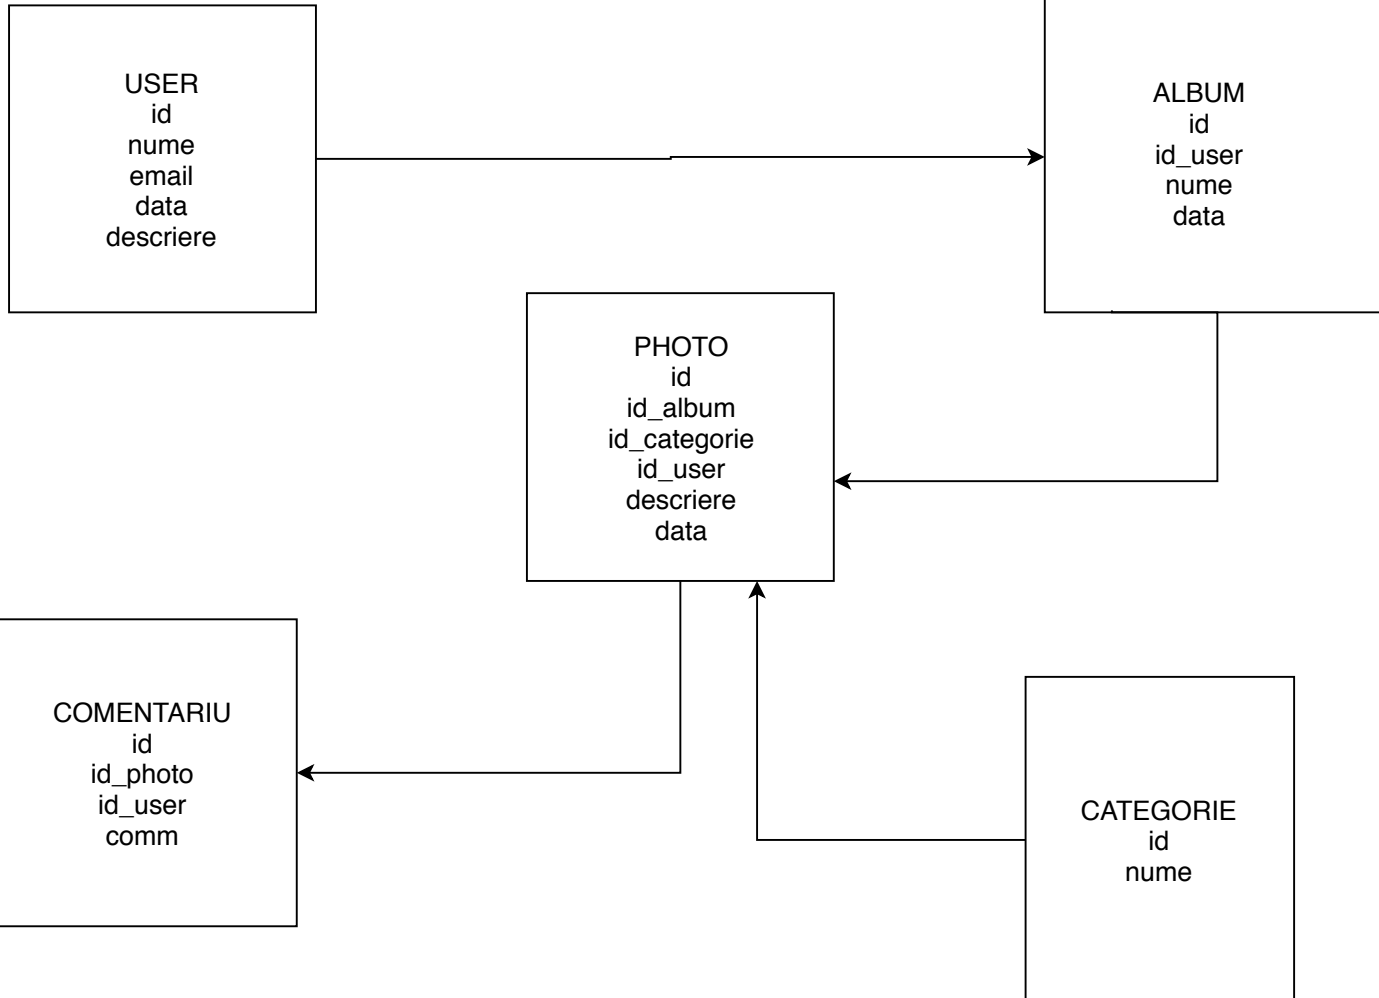 USER
id
nume
email
data
descriere
ALBUM
id
id_user
nume
data
PHOTO
id
id_album
id_categorie
id_user
descriere
data
COMENTARIU
id
id_photo
id_user
comm
CATEGORIE
id
nume